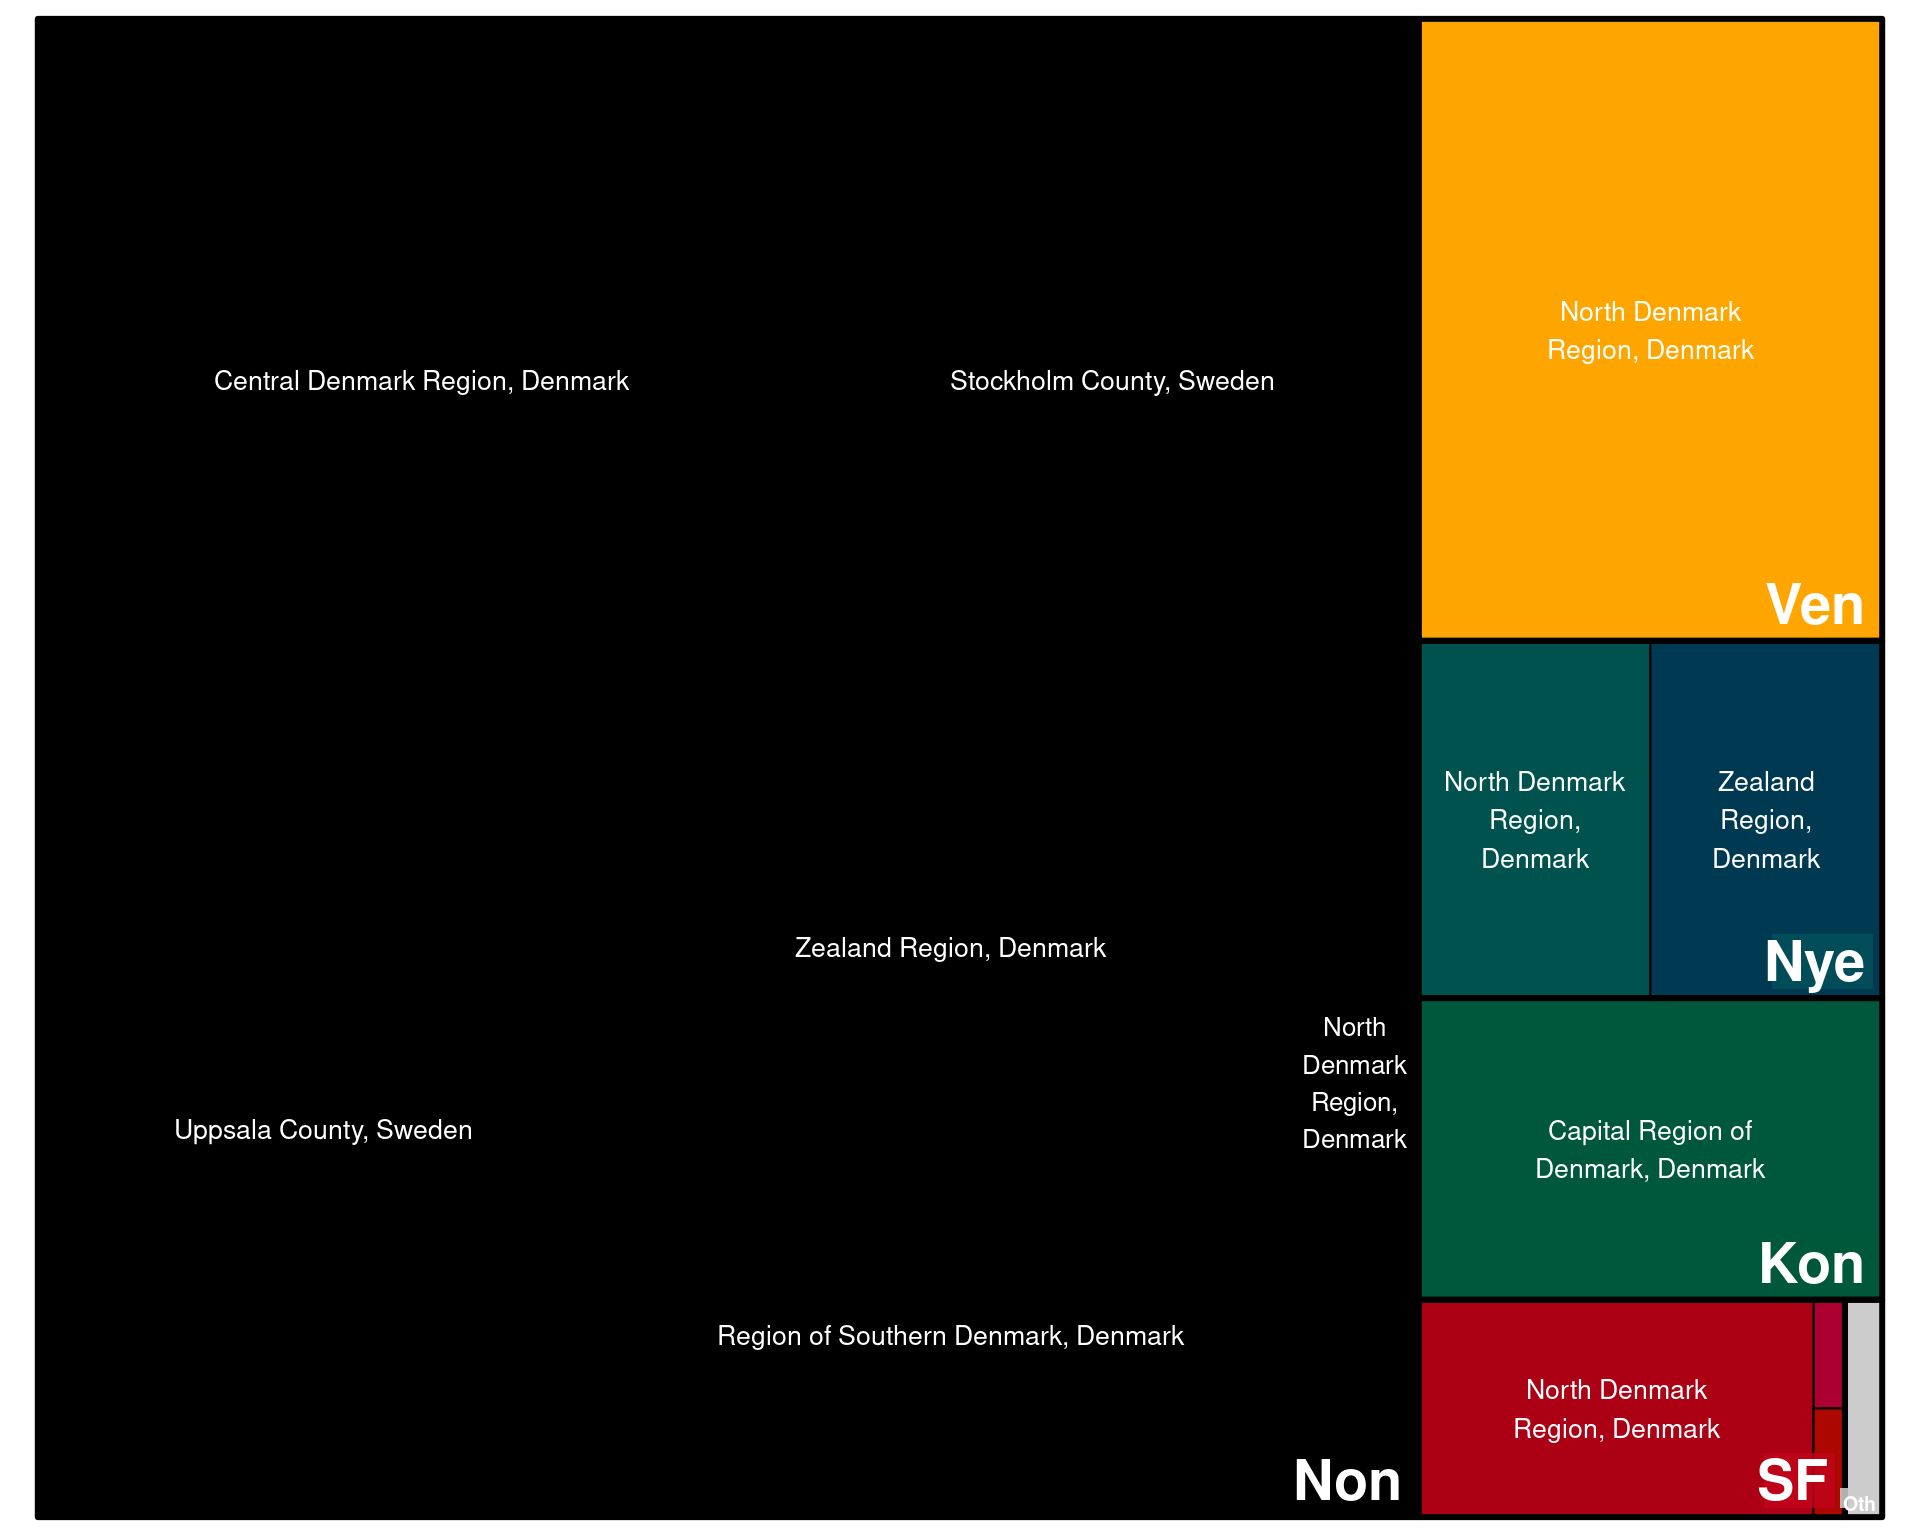 Central Denmark Region, Denmark
Stockholm County, Sweden
Zealand Region, Denmark
Uppsala County, Sweden
North
Denmark
Region,
Denmark
Region of Southern Denmark, Denmark
Non
North Denmark
Region, Denmark
Ven
North Denmark
Region,
Denmark
Zealand
Region,
Denmark
Nye
Capital Region of
Denmark, Denmark
Kon
North Denmark
Region, Denmark
SF
Oth